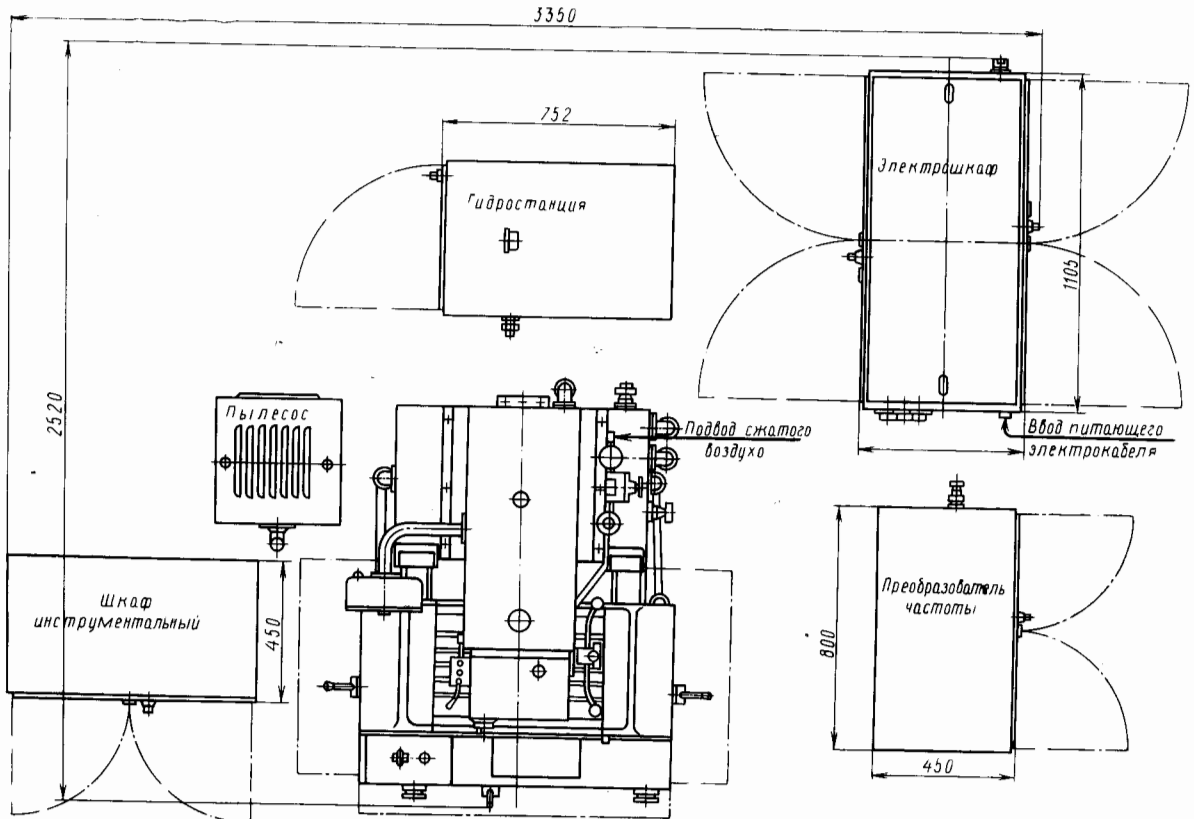 3350
752
Гидростанция
Электрошкаф
1105
2520
Пылесос
Подвод сжатого
воздухо
Ввод питающего
электрокабеля
Шкаф
инструментальный
450
Преобразователь
частоты
800
450